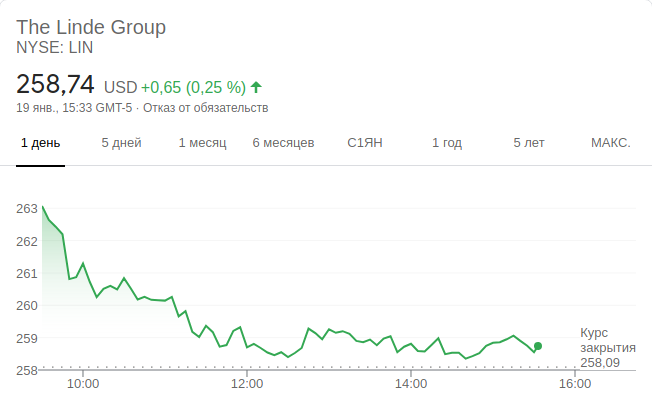 The Linde Group
NYSE: LIN
258,74 USD +0,65 (0,25 %)
19 янв., 15:33 GMT-5 · Отказ от обязательств
1 день 5 дней 1 месяц 6 месяцев С1ЯН 1 год 5 лет МАКС.
263
262
261
260
259
258
Курс
закрытия
258,09
10:00 12:00 14:00 16:00